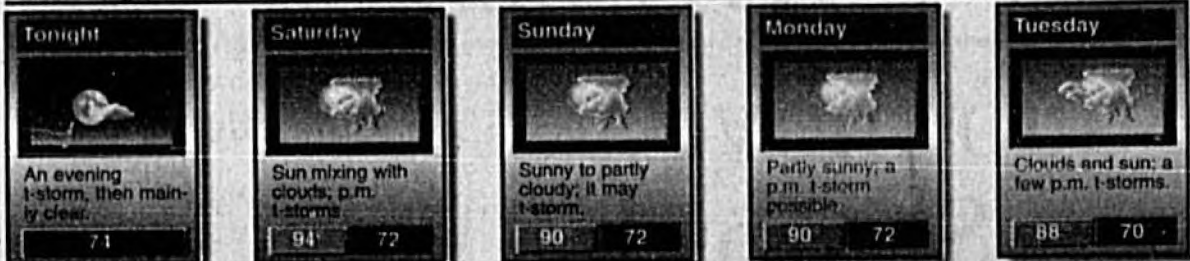 Tonight
An evening
t-storm, then main-
ly clear.
74
Saturday
Sun mixing with
clouds; p.m.
t-storms
94 72
Sunday
Sunny to partly
cloudy; it may
t-storm.
90 72
Monday
Partly sunny; a
p.m. t-storm
possible.
90 72
Tuesday
Clouds and sun; a
few p.m. t-storms.
88 70